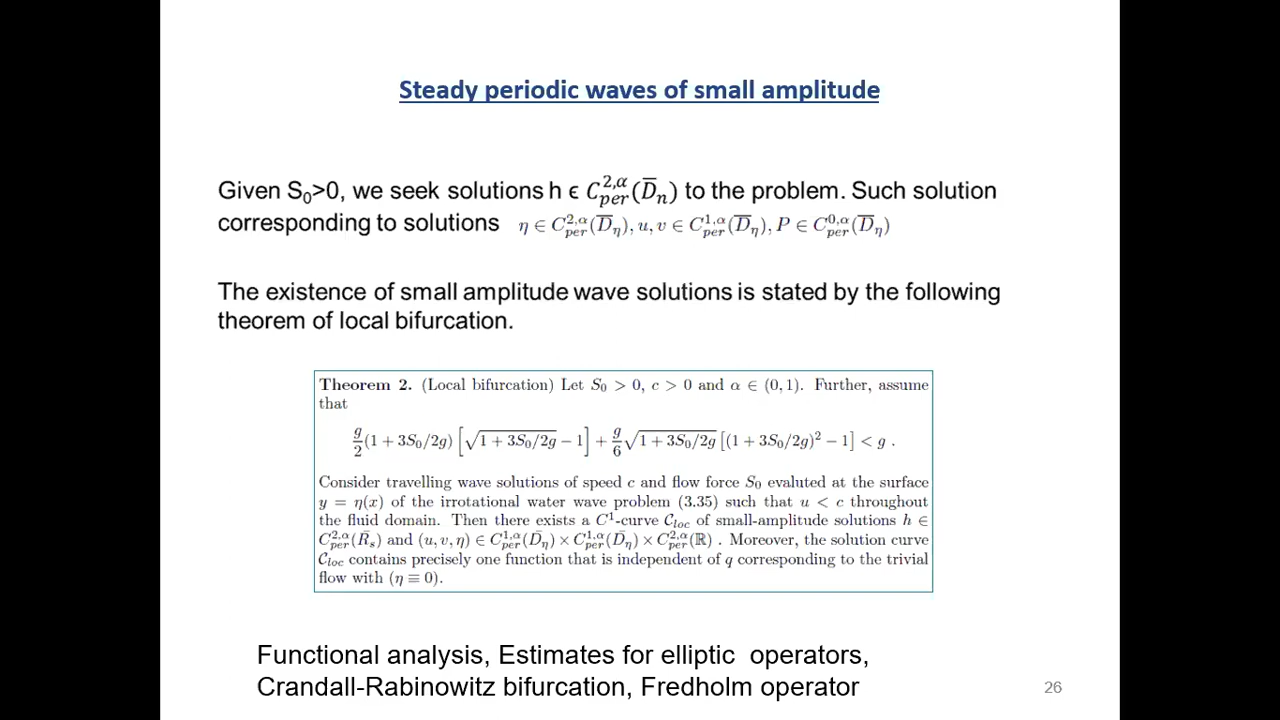 Steady periodic waves of small amplitude
Given S₀>0, we seek solutions h ϵ C^{2,α}_{per}(D̅_n) to the problem. Such solution
corresponding to solutions η ∈ C^{2,α}_{per}(D̅_η), u, v ∈ C^{1,α}_{per}(D̅_η), P ∈ C^{0,α}_{per}(D̅_η)
The existence of small amplitude wave solutions is stated by the following
theorem of local bifurcation.
Theorem 2. (Local bifurcation) Let S₀ > 0, c > 0 and α ∈ (0, 1). Further, assume
that
g/2 (1 + 3S₀/2g) [√(1 + 3S₀/2g) − 1] + g/6 √(1 + 3S₀/2g) [(1 + 3S₀/2g)² − 1] < g .
Consider travelling wave solutions of speed c and flow force S₀ evaluted at the surface
y = η(x) of the irrotational water wave problem (3.35) such that u < c throughout
the fluid domain. Then there exists a C¹-curve 𝒞_{loc} of small-amplitude solutions h ∈
C^{2,α}_{per}(R̄_s) and (u, v, η) ∈ C^{1,α}_{per}(D̄_η) × C^{1,α}_{per}(D̄_η) × C^{2,α}_{per}(ℝ) . Moreover, the solution curve
𝒞_{loc} contains precisely one function that is independent of q corresponding to the trivial
flow with (η ≡ 0).
Functional analysis, Estimates for elliptic operators,
Crandall-Rabinowitz bifurcation, Fredholm operator
26